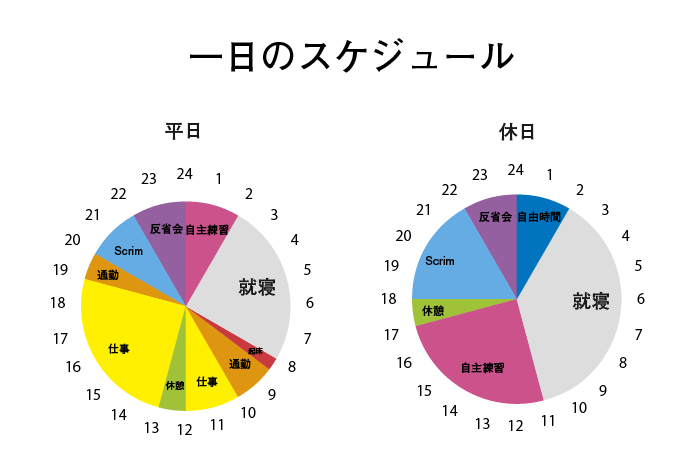 一日のスケジュール
平日
24
1
2
3
4
5
6
7
8
9
10
11
12
13
14
15
16
17
18
19
20
21
22
23
自主練習
就寝
起床
通勤
仕事
休憩
仕事
通勤
Scrim
反省会
休日
24
1
2
3
4
5
6
7
8
9
10
11
12
13
14
15
16
17
18
19
20
21
22
23
自由時間
就寝
自主練習
休憩
Scrim
反省会